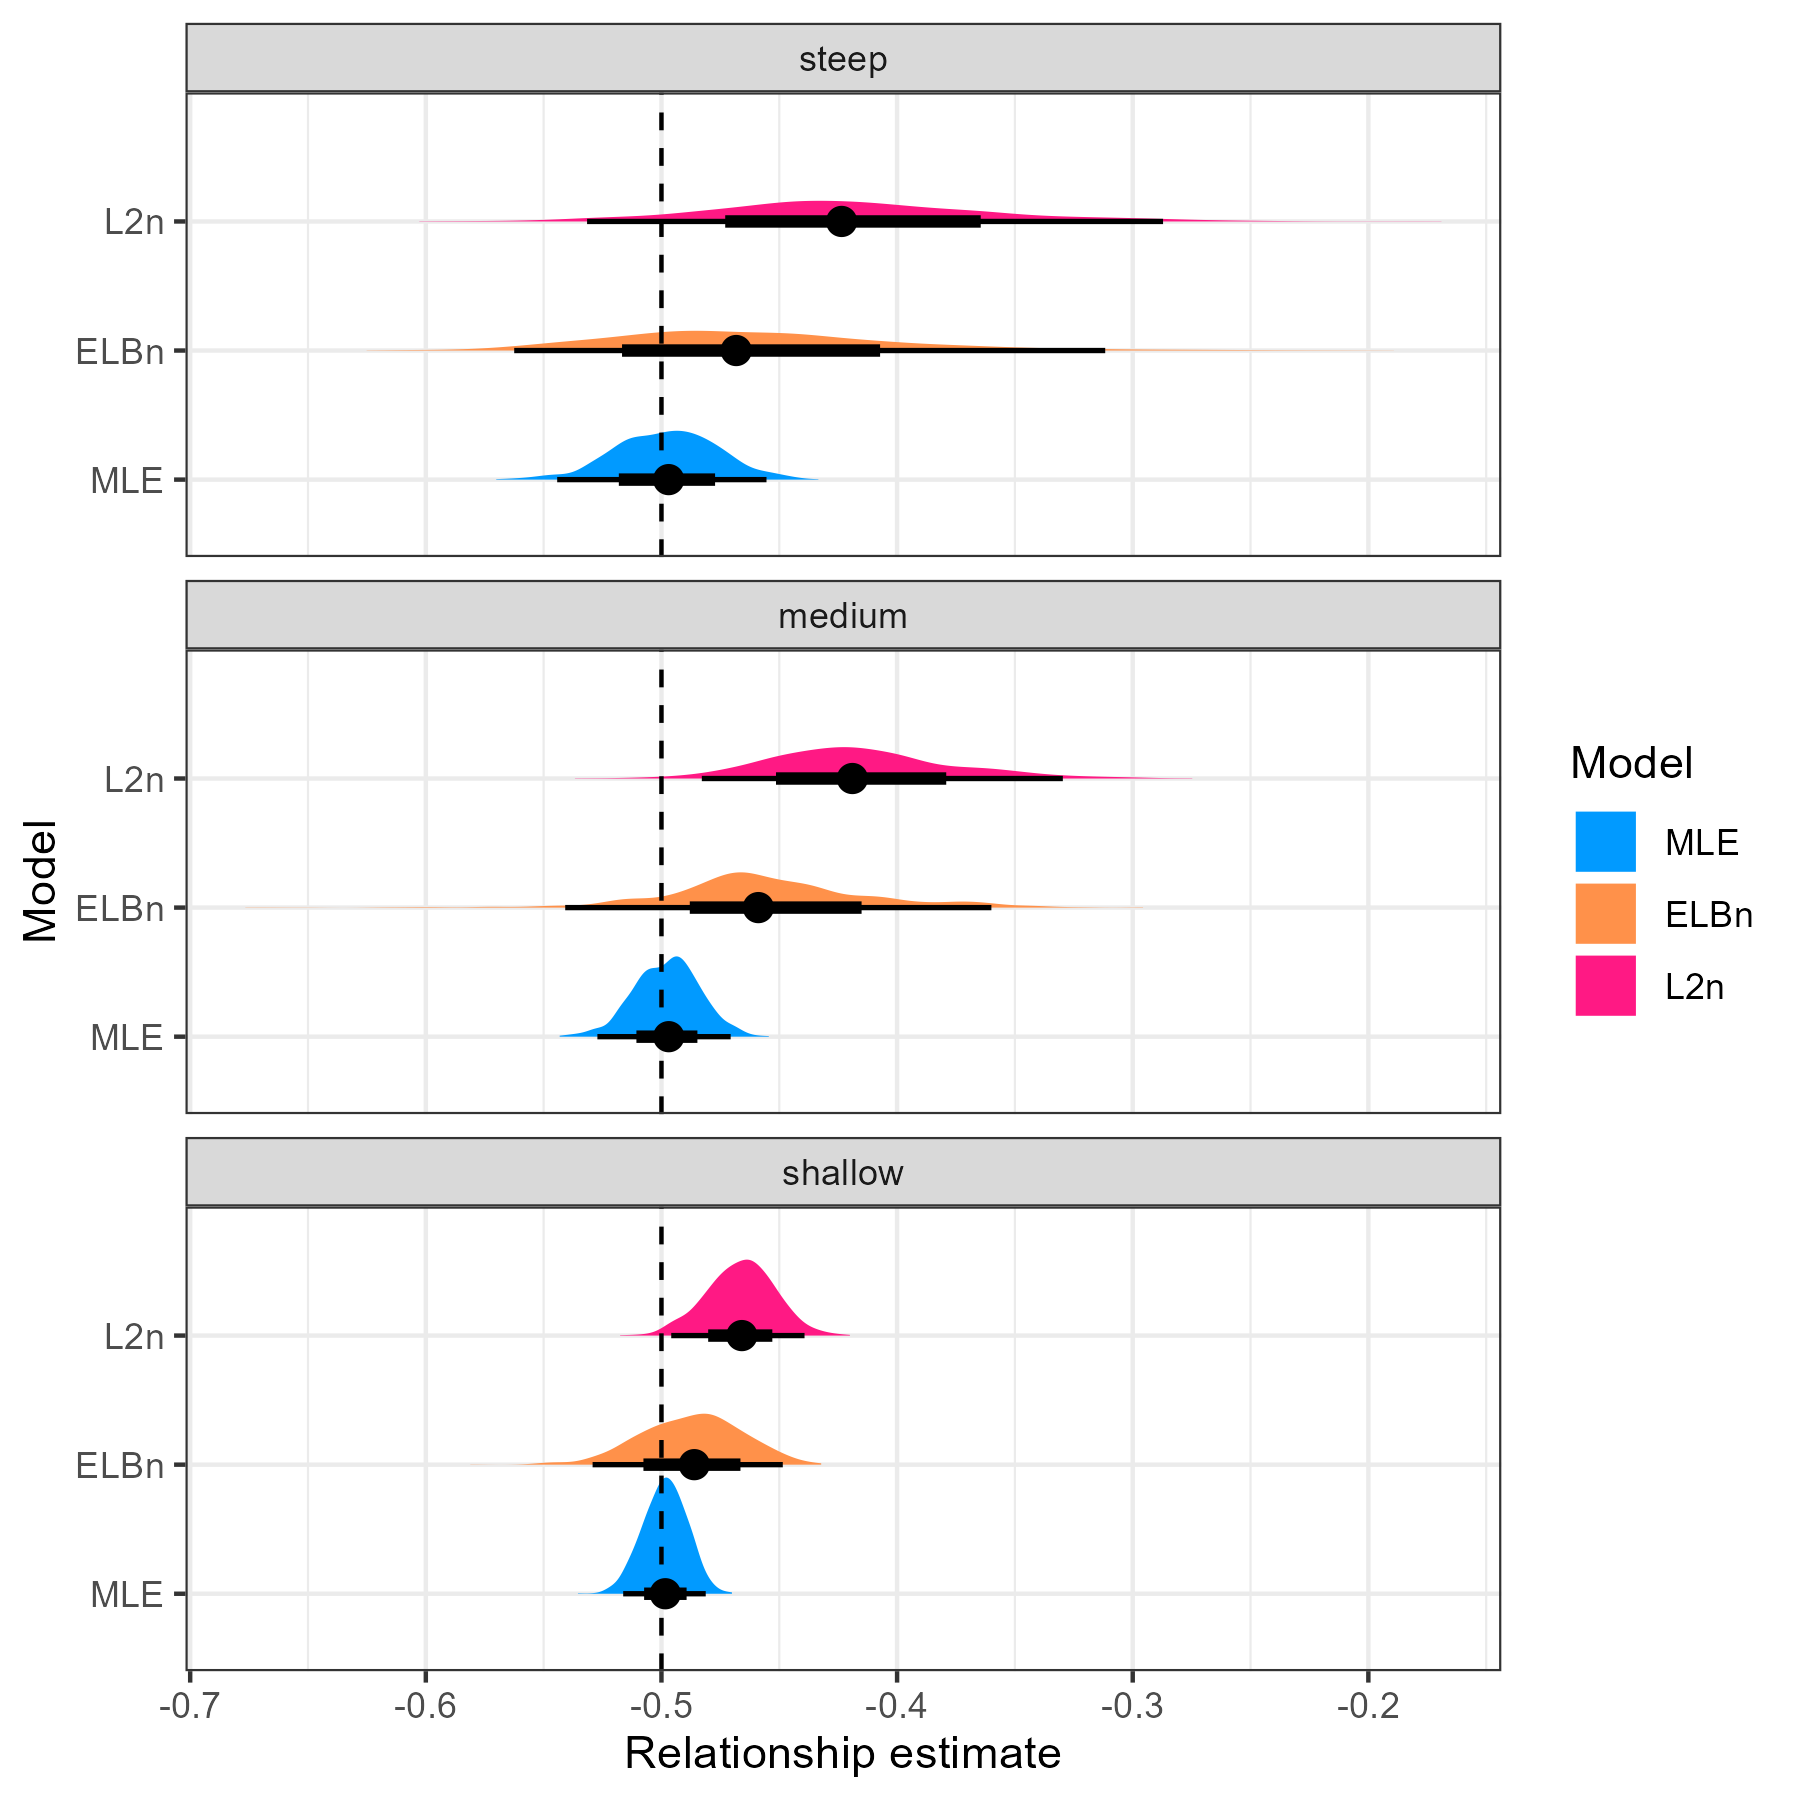 steep
L2n
ELBn
MLE
medium
L2n
ELBn
MLE
shallow
L2n
ELBn
MLE
-0.7 -0.6 -0.5 -0.4 -0.3 -0.2
Relationship estimate
Model
Model
MLE
ELBn
L2n